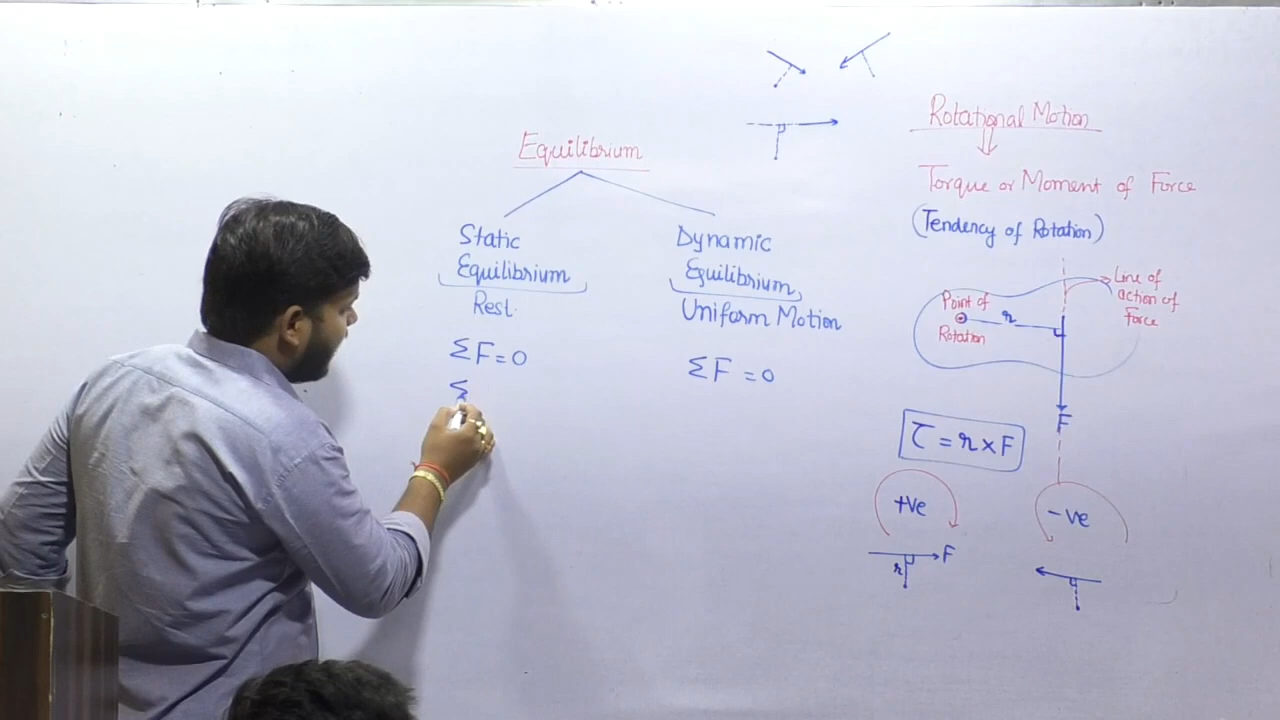 Equilibrium
Static
Equilibrium
Rest.
ΣF=0
Σ
Dynamic
Equilibrium
Uniform Motion
ΣF =0
Rotational Motion
Torque or Moment of Force
(Tendency of Rotation)
Line of
action of
Force
Point of
Rotation
r
F
τ = r × F
+ve
F
r
-ve